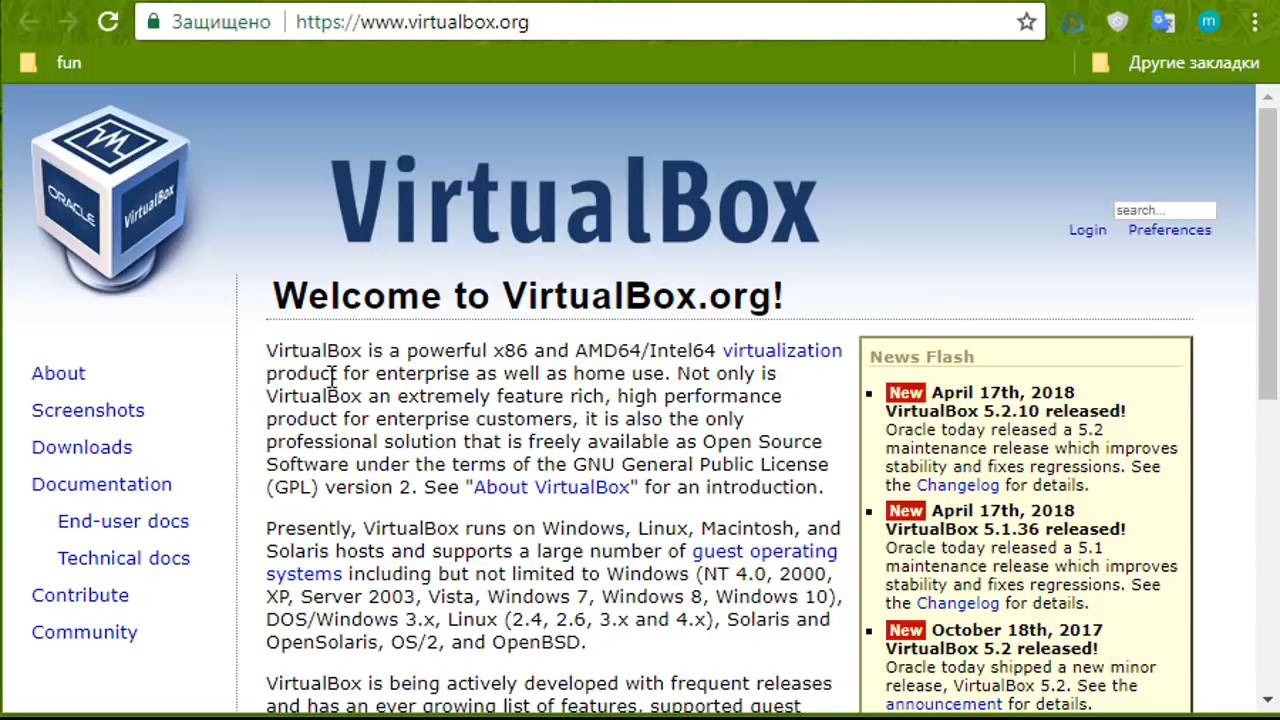 Защищено
https://www.virtualbox.org
m
fun
Другие закладки
ORACLE
VirtualBox
VirtualBox
search...
Login Preferences
Welcome to VirtualBox.org!
About
Screenshots
Downloads
Documentation
End-user docs
Technical docs
Contribute
Community
VirtualBox is a powerful x86 and AMD64/Intel64 virtualization
product for enterprise as well as home use. Not only is
VirtualBox an extremely feature rich, high performance
product for enterprise customers, it is also the only
professional solution that is freely available as Open Source
Software under the terms of the GNU General Public License
(GPL) version 2. See "About VirtualBox" for an introduction.
Presently, VirtualBox runs on Windows, Linux, Macintosh, and
Solaris hosts and supports a large number of guest operating
systems including but not limited to Windows (NT 4.0, 2000,
XP, Server 2003, Vista, Windows 7, Windows 8, Windows 10),
DOS/Windows 3.x, Linux (2.4, 2.6, 3.x and 4.x), Solaris and
OpenSolaris, OS/2, and OpenBSD.
VirtualBox is being actively developed with frequent releases
and has an ever growing list of features, supported guest
News Flash
New April 17th, 2018
VirtualBox 5.2.10 released!
Oracle today released a 5.2
maintenance release which improves
stability and fixes regressions. See
the Changelog for details.
New April 17th, 2018
VirtualBox 5.1.36 released!
Oracle today released a 5.1
maintenance release which improves
stability and fixes regressions. See
the Changelog for details.
New October 18th, 2017
VirtualBox 5.2 released!
Oracle today shipped a new minor
release, VirtualBox 5.2. See the
announcement for details.